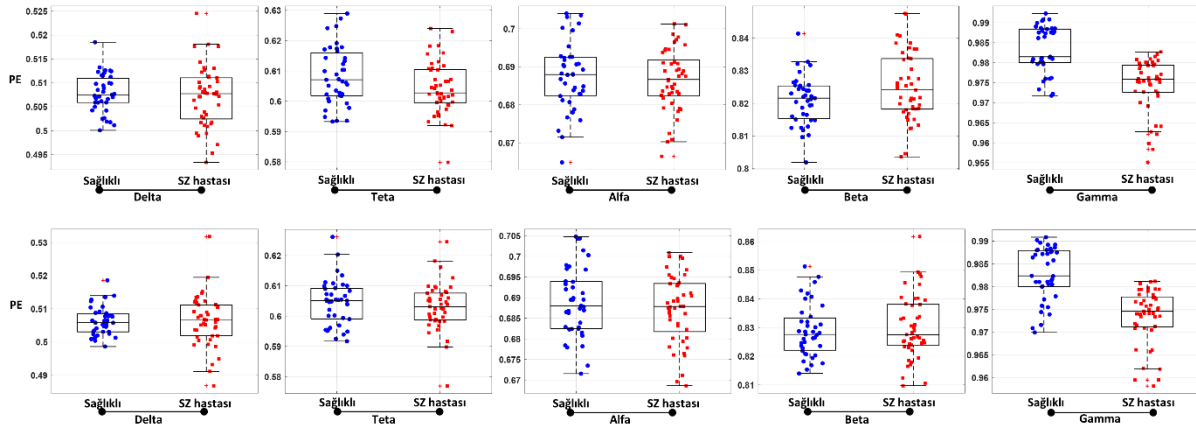 PE
0.525
0.52
0.515
0.51
0.505
0.5
0.495
Sağlıklı SZ hastası
Delta
0.63
0.62
0.61
0.6
0.59
0.58
Sağlıklı SZ hastası
Teta
0.7
0.69
0.68
0.67
Sağlıklı SZ hastası
Alfa
0.84
0.83
0.82
0.81
0.8
Sağlıklı SZ hastası
Beta
0.99
0.985
0.98
0.975
0.97
0.965
0.96
0.955
Sağlıklı SZ hastası
Gamma
PE
0.53
0.52
0.51
0.5
0.49
Sağlıklı SZ hastası
Delta
0.62
0.61
0.6
0.59
0.58
Sağlıklı SZ hastası
Teta
0.705
0.7
0.695
0.69
0.685
0.68
0.675
0.67
Sağlıklı SZ hastası
Alfa
0.86
0.85
0.84
0.83
0.82
0.81
Sağlıklı SZ hastası
Beta
0.99
0.985
0.98
0.975
0.97
0.965
0.96
Sağlıklı SZ hastası
Gamma